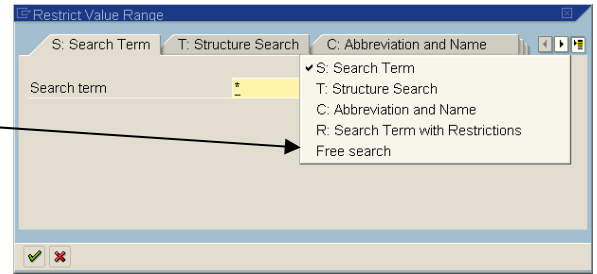 Restrict Value Range
S: Search Term T: Structure Search C: Abbreviation and Name
Search term *
S: Search Term
T: Structure Search
C: Abbreviation and Name
R: Search Term with Restrictions
Free search